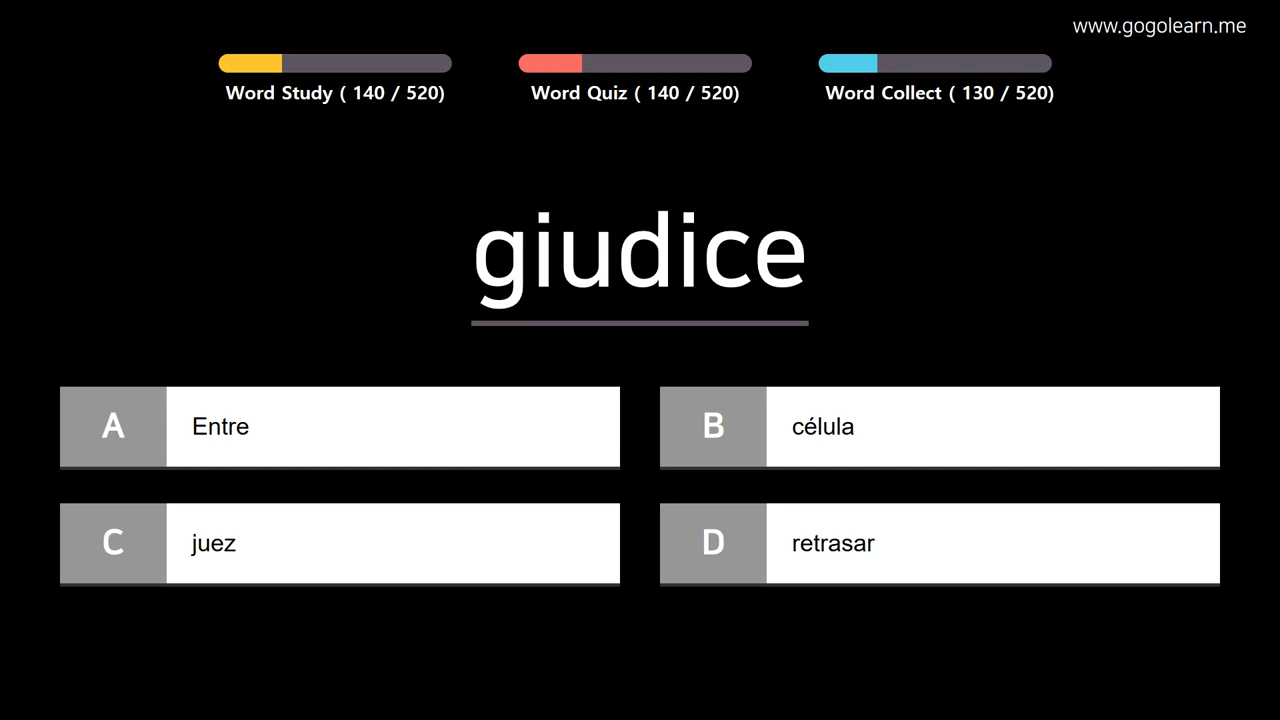 www.gogolearn.me
Word Study ( 140 / 520)
Word Quiz ( 140 / 520)
Word Collect ( 130 / 520)
giudice
A Entre
B célula
C juez
D retrasar